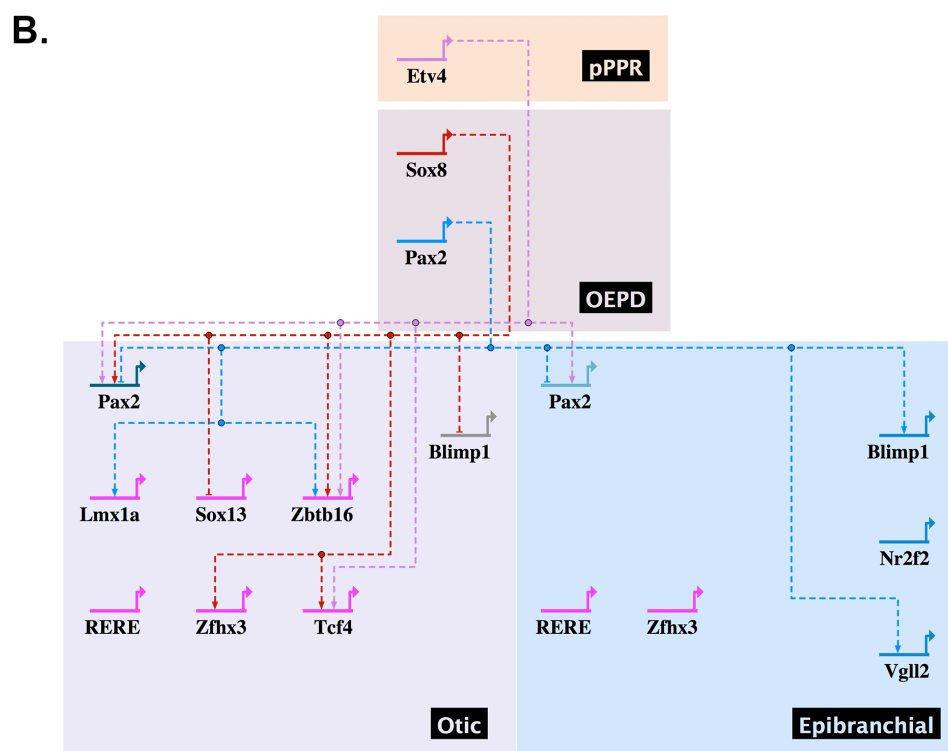 B.
Etv4
pPPR
Sox8
Pax2
OEPD
Pax2
Pax2
Blimp1
Blimp1
Lmx1a
Sox13
Zbtb16
Nr2f2
RERE
Zfhx3
Tcf4
RERE
Zfhx3
Vgll2
Otic
Epibranchial